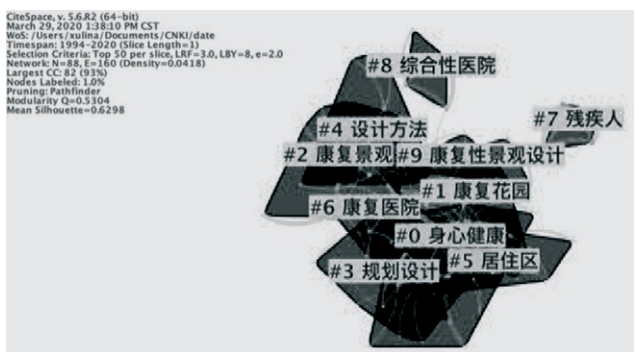 CiteSpace, v. 5.6.R2 (64-bit)
March 29, 2020 1:38:10 PM CST
WoS: /Users/xulina/Documents/CNKI/date
Timespan: 1994-2020 (Slice Length=1)
Selection Criteria: Top 50 per slice, LRF=3.0, LBY=8, e=2.0
Network: N=88, E=160 (Density=0.0418)
Largest CC: 82 (93%)
Nodes Labeled: 1.0%
Pruning: Pathfinder
Modularity Q=0.5304
Mean Silhouette=0.6298
#8 综合性医院
#7 残疾人
#4 设计方法
#2 康复景观
#9 康复性景观设计
#1 康复花园
#6 康复医院
#0 身心健康
#5 居住区
#3 规划设计